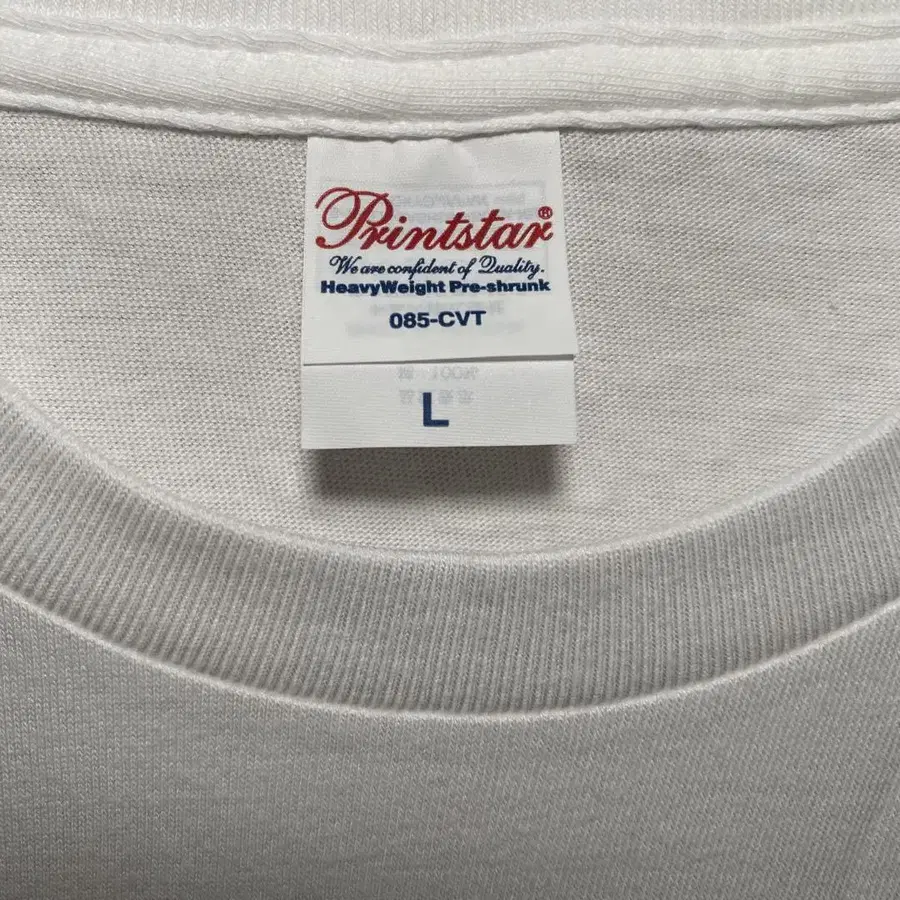 Printstar®
We are confident of Quality.
HeavyWeight Pre-shrunk
085-CVT
L